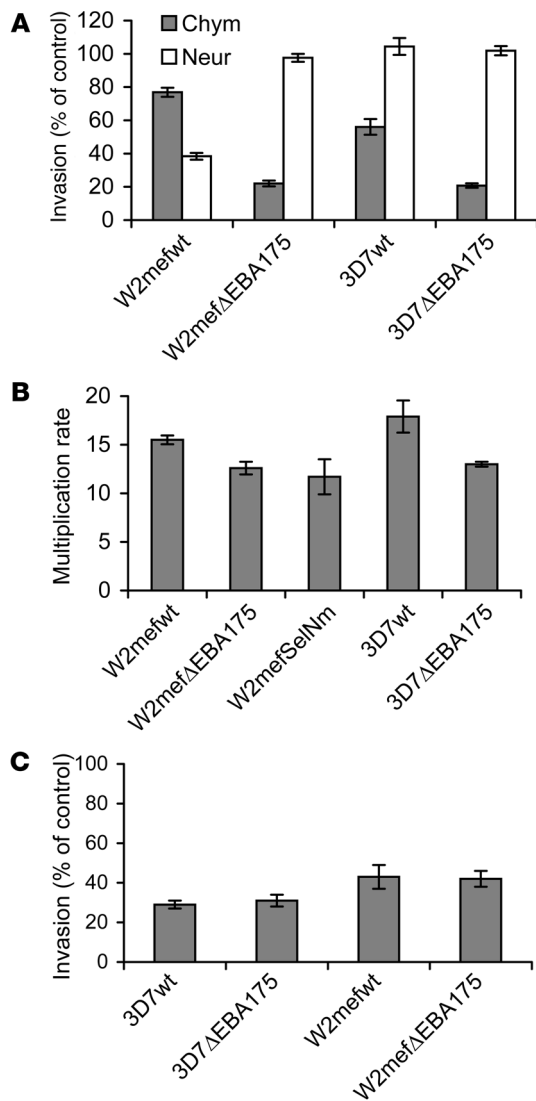 A
Invasion (% of control)
120
100
80
60
40
20
0
Chym
Neur
W2mefwt
W2mefΔEBA175
3D7wt
3D7ΔEBA175
B
Multiplication rate
20
15
10
5
0
W2mefwt
W2mefΔEBA175
W2mefSelNm
3D7wt
3D7ΔEBA175
C
Invasion (% of control)
100
80
60
40
20
0
3D7wt
3D7ΔEBA175
W2mefwt
W2mefΔEBA175